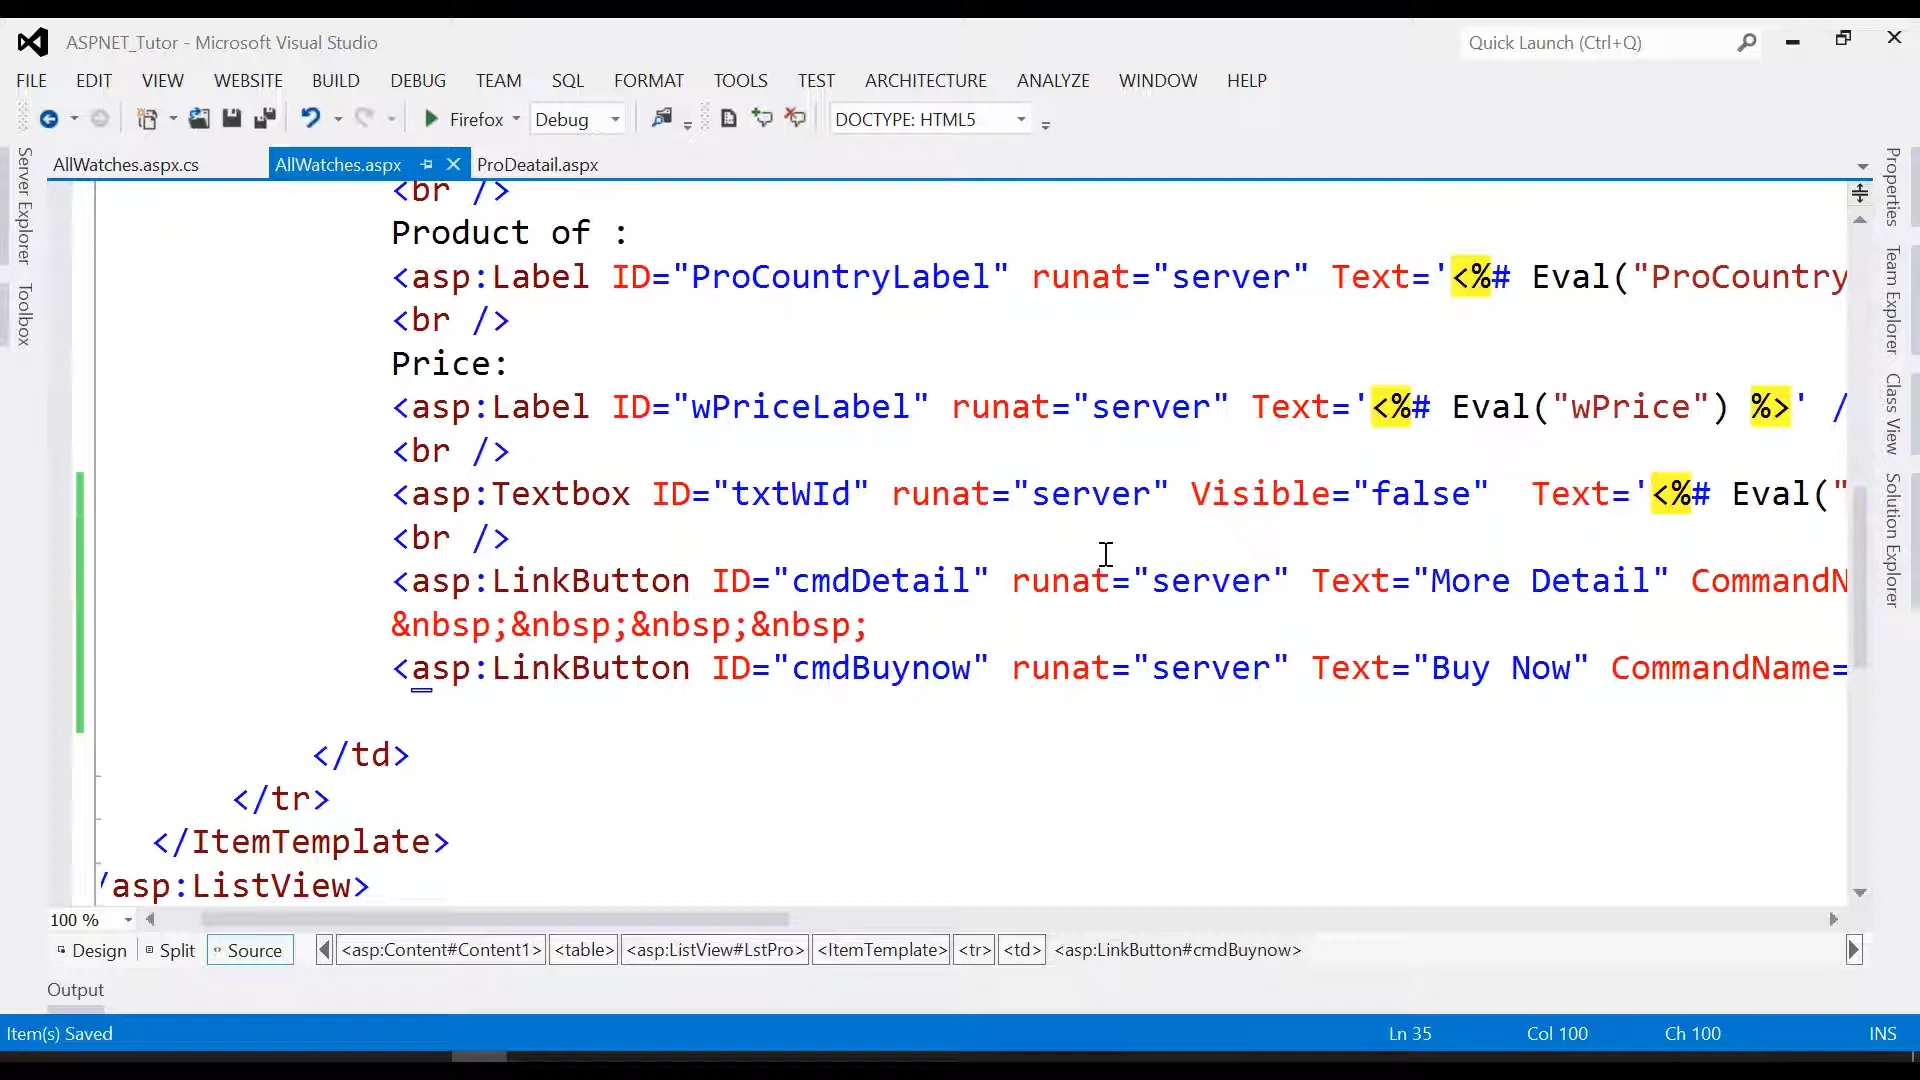 ASPNET_Tutor - Microsoft Visual Studio
Quick Launch (Ctrl+Q)
FILE EDIT VIEW WEBSITE BUILD DEBUG TEAM SQL FORMAT TOOLS TEST ARCHITECTURE ANALYZE WINDOW HELP
Firefox Debug DOCTYPE: HTML5
AllWatches.aspx.cs AllWatches.aspx ProDeatail.aspx
Server Explorer
Toolbox
Properties
Team Explorer
Class View
Solution Explorer
<br />
Product of :
<asp:Label ID="ProCountryLabel" runat="server" Text='<%# Eval("ProCountry
<br />
Price:
<asp:Label ID="wPriceLabel" runat="server" Text='<%# Eval("wPrice") %>' /
<br />
<asp:Textbox ID="txtWId" runat="server" Visible="false"  Text='<%# Eval("
<br />
<asp:LinkButton ID="cmdDetail" runat="server" Text="More Detail" CommandN
&nbsp;&nbsp;&nbsp;&nbsp;
<asp:LinkButton ID="cmdBuynow" runat="server" Text="Buy Now" CommandName=
</td>
</tr>
</ItemTemplate>
/asp:ListView>
100 %
Design Split Source <asp:Content#Content1> <table> <asp:ListView#LstPro> <ItemTemplate> <tr> <td> <asp:LinkButton#cmdBuynow>
Output
Item(s) Saved Ln 35 Col 100 Ch 100 INS